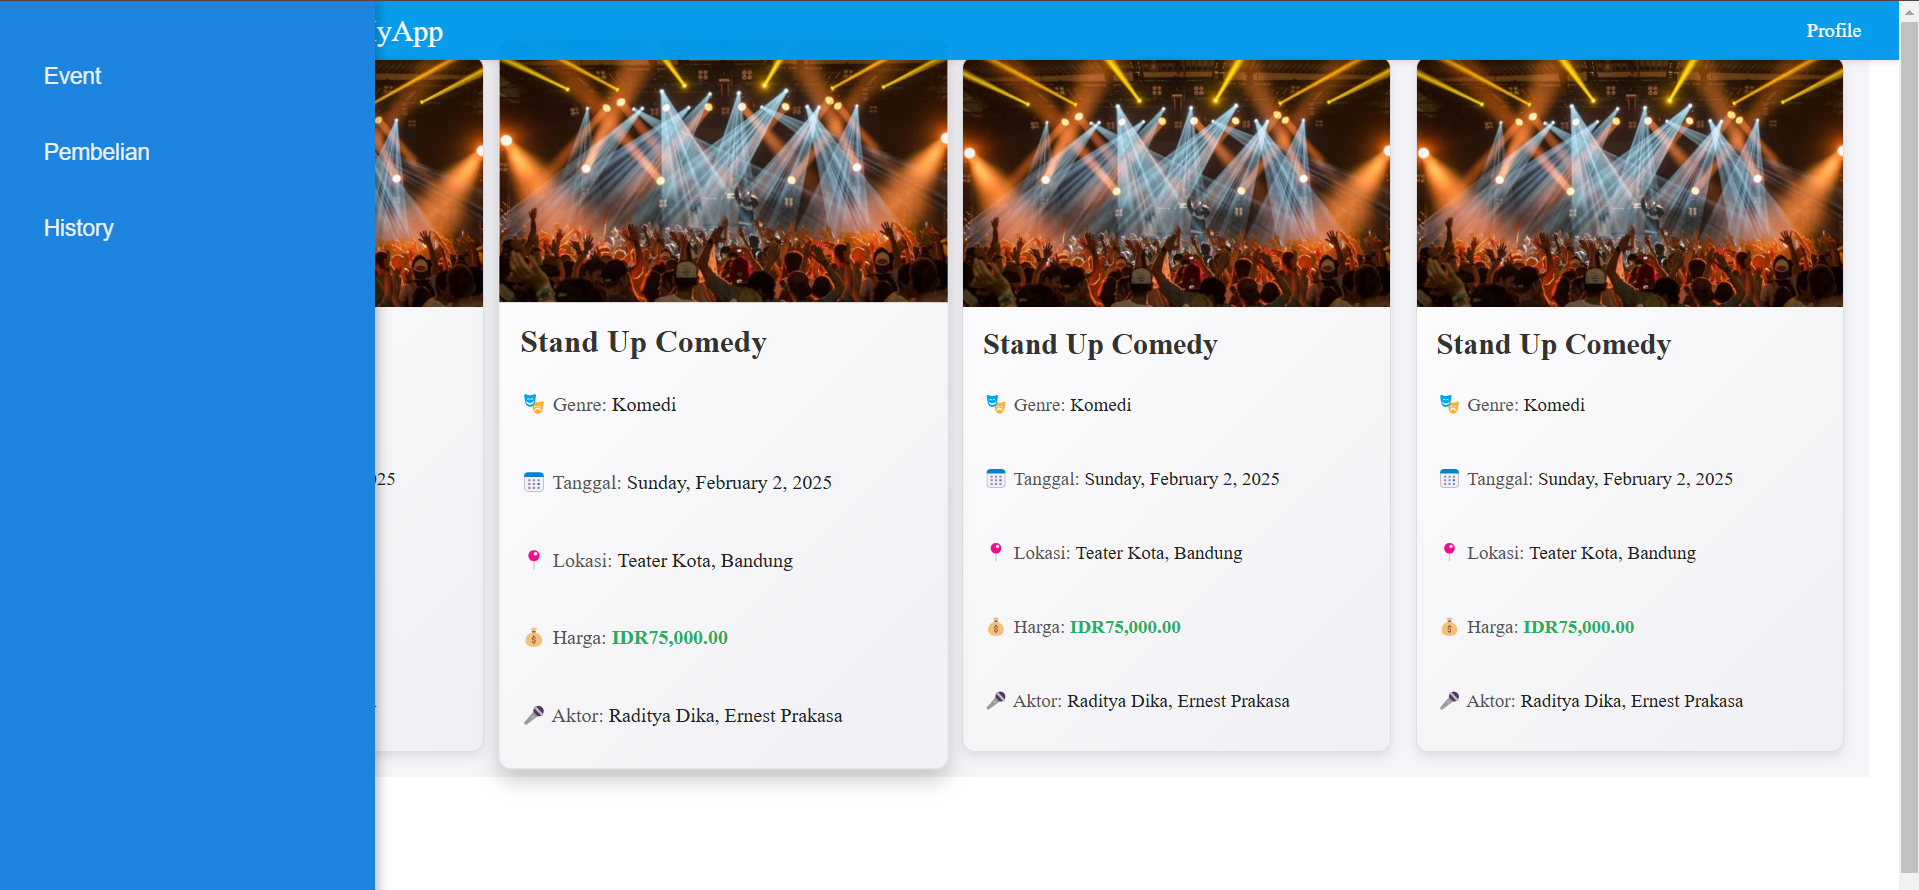 Event
Pembelian
History
yApp
Profile
25
Stand Up Comedy
Genre: Komedi
Tanggal: Sunday, February 2, 2025
Lokasi: Teater Kota, Bandung
Harga: IDR75,000.00
Aktor: Raditya Dika, Ernest Prakasa
Stand Up Comedy
Genre: Komedi
Tanggal: Sunday, February 2, 2025
Lokasi: Teater Kota, Bandung
Harga: IDR75,000.00
Aktor: Raditya Dika, Ernest Prakasa
Stand Up Comedy
Genre: Komedi
Tanggal: Sunday, February 2, 2025
Lokasi: Teater Kota, Bandung
Harga: IDR75,000.00
Aktor: Raditya Dika, Ernest Prakasa